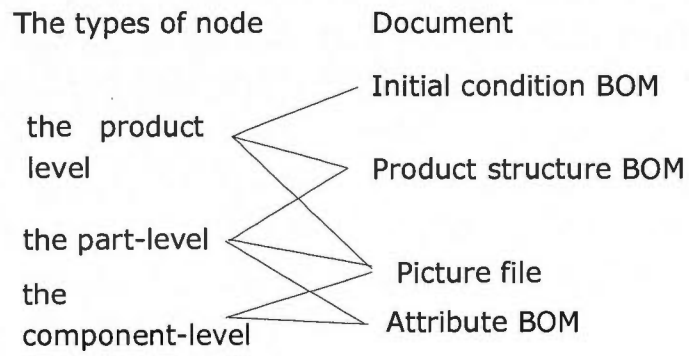 The types of node Document
Initial condition BOM
the product
level
Product structure BOM
the part-level
Picture file
the
component-level
Attribute BOM